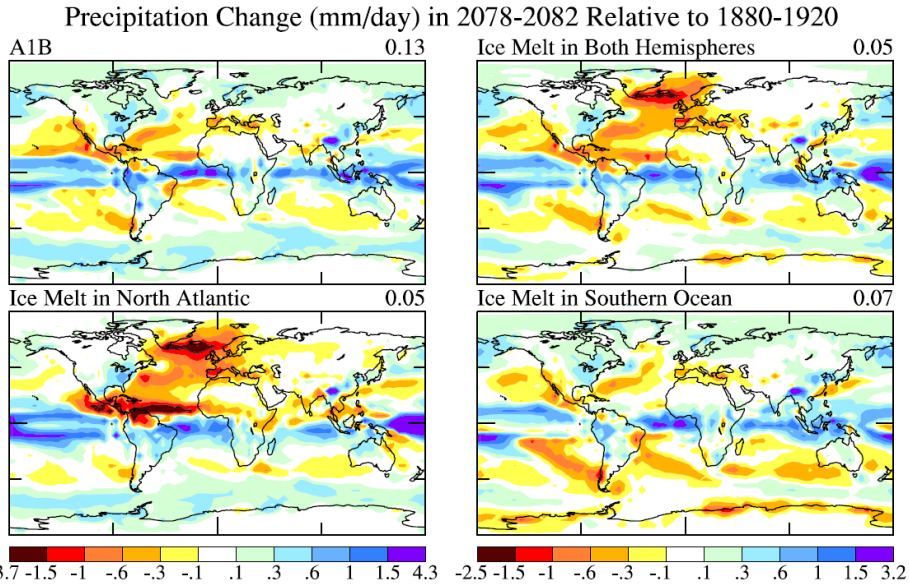 Precipitation Change (mm/day) in 2078-2082 Relative to 1880-1920
A1B 0.13
Ice Melt in Both Hemispheres 0.05
Ice Melt in North Atlantic 0.05
Ice Melt in Southern Ocean 0.07
3.7 -1.5 -1 -.6 -.3 -.1 .1 .3 .6 1 1.5 4.3
-2.5 -1.5 -1 -.6 -.3 -.1 .1 .3 .6 1 1.5 3.2